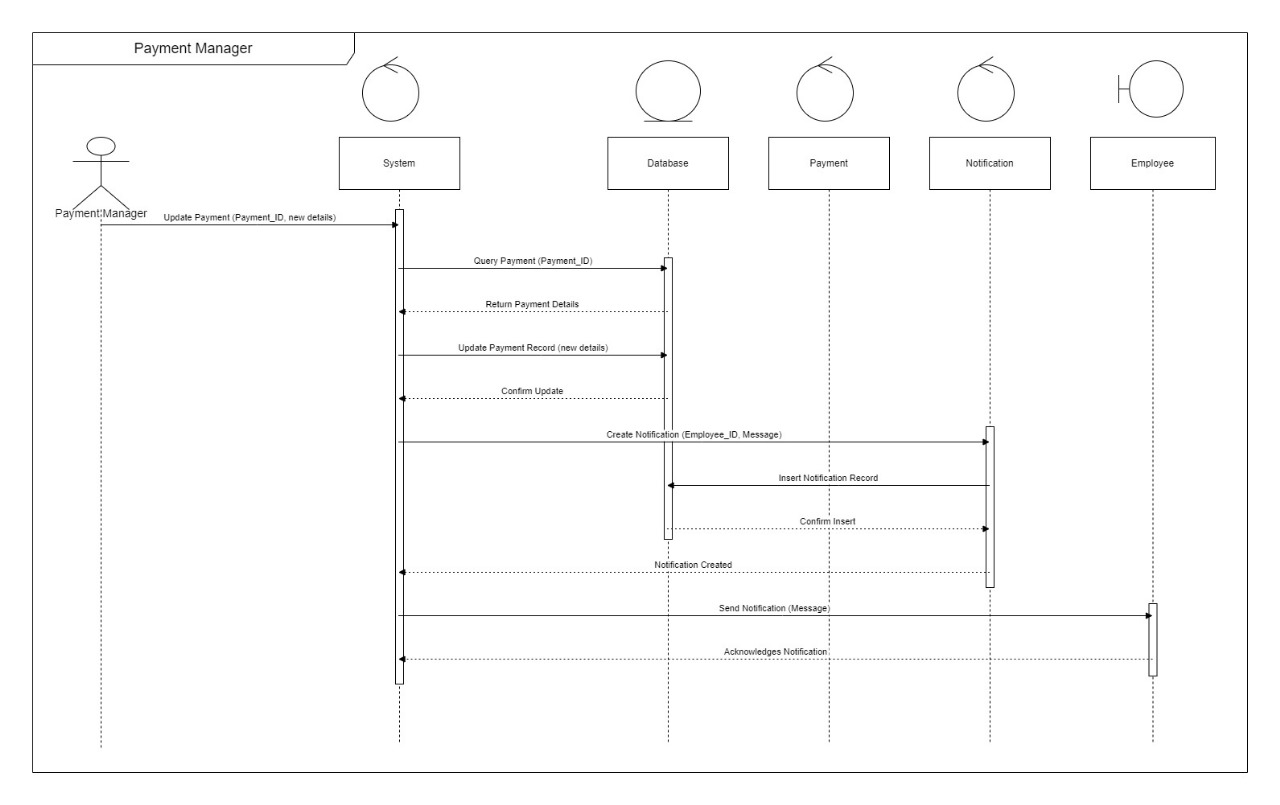 Payment Manager
System
Database
Payment
Notification
Employee
Payment Manager
Update Payment (Payment_ID, new details)
Query Payment (Payment_ID)
Return Payment Details
Update Payment Record (new details)
Confirm Update
Create Notification (Employee_ID, Message)
Insert Notification Record
Confirm Insert
Notification Created
Send Notification (Message)
Acknowledges Notification